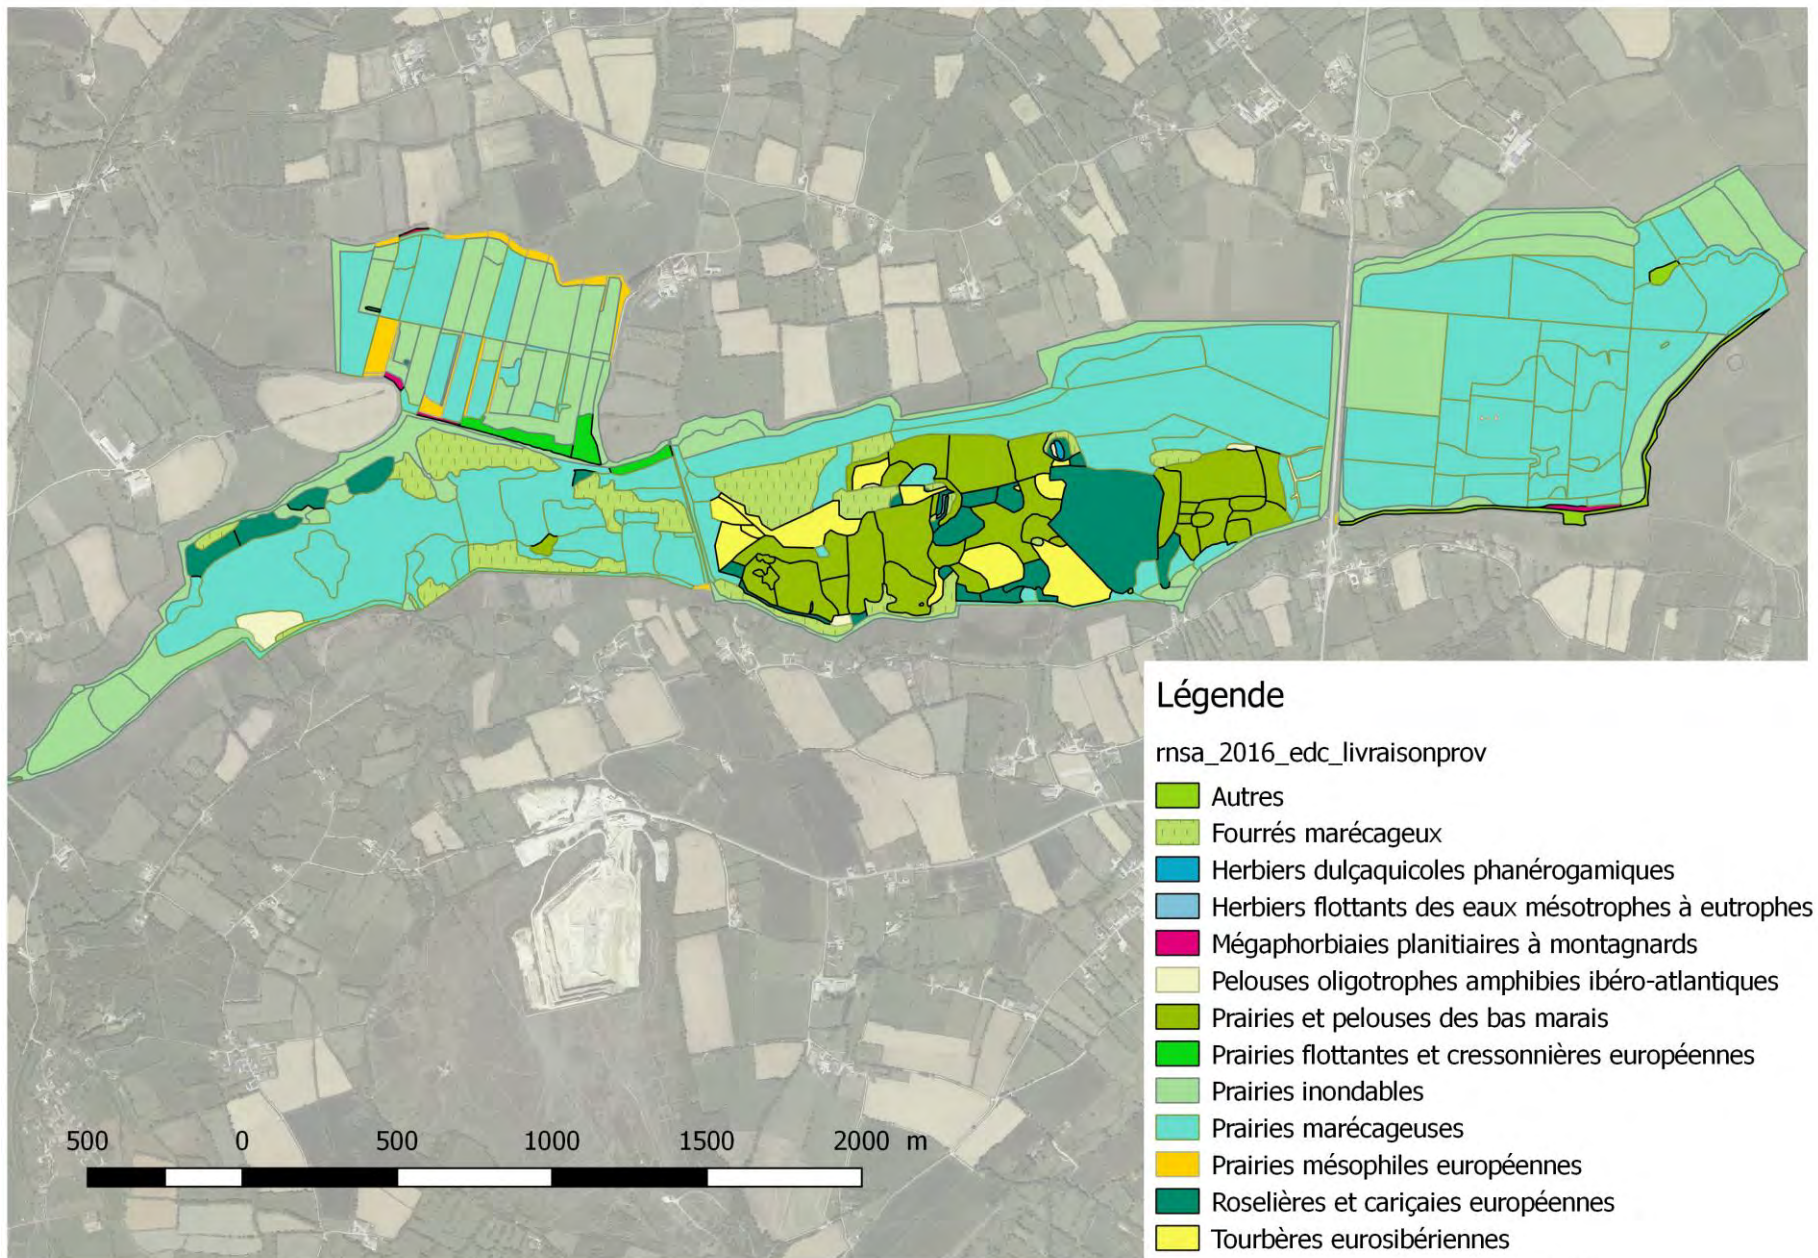 Légende
rnsa_2016_edc_livraisonprov
Autres
Fourrés marécageux
Herbiers dulçaquicoles phanérogamiques
Herbiers flottants des eaux mésotrophes à eutrophes
Mégaphorbiaies planitiaires à montagnards
Pelouses oligotrophes amphibies ibéro-atlantiques
Prairies et pelouses des bas marais
Prairies flottantes et cressonnières européennes
Prairies inondables
Prairies marécageuses
Prairies mésophiles européennes
Roselières et cariçaies européennes
Tourbères eurosibériennes
500 0 500 1000 1500 2000 m